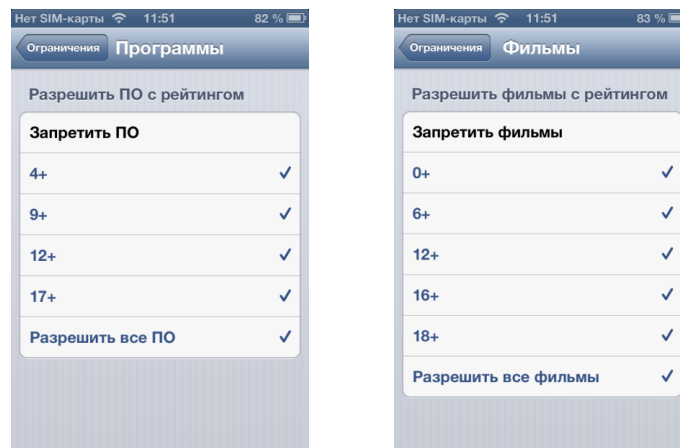 Нет SIM-карты 11:51 82 %
Ограничения Программы
Разрешить ПО с рейтингом
Запретить ПО
4+
9+
12+
17+
Разрешить все ПО
Нет SIM-карты 11:51 83 %
Ограничения Фильмы
Разрешить фильмы с рейтингом
Запретить фильмы
0+
6+
12+
16+
18+
Разрешить все фильмы